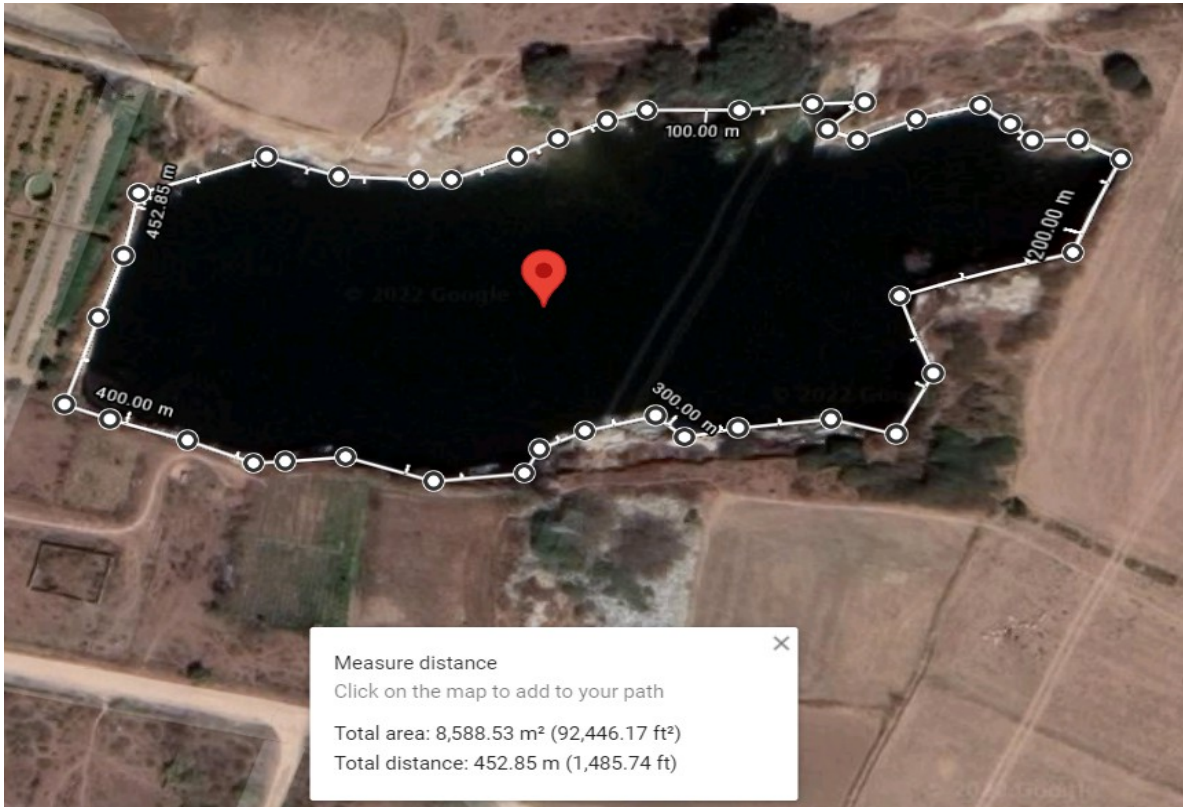 100.00 m
452.85 m
200.00 m
© 2022 Google
© 2022 Google
400.00 m
300.00 m
Measure distance
Click on the map to add to your path
Total area: 8,588.53 m² (92,446.17 ft²)
Total distance: 452.85 m (1,485.74 ft)